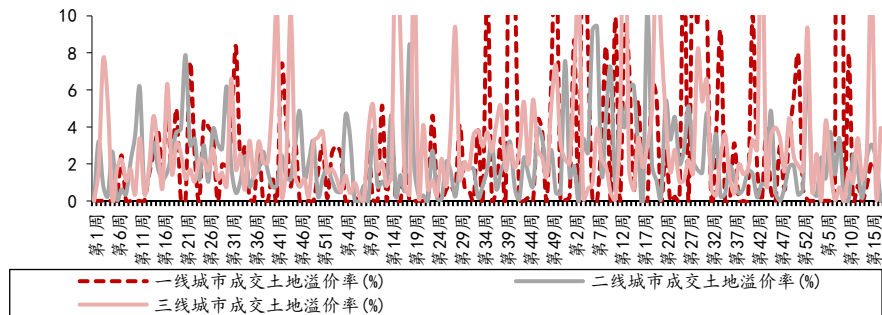 10
8
6
4
2
0
第1周 第6周 第11周 第16周 第21周 第26周 第31周 第36周 第41周 第46周 第51周 第4周 第9周 第14周 第19周 第24周 第29周 第34周 第39周 第44周 第49周 第2周 第7周 第12周 第17周 第22周 第27周 第32周 第37周 第42周 第47周 第52周 第5周 第10周 第15周
一线城市成交土地溢价率(%) 二线城市成交土地溢价率(%)
三线城市成交土地溢价率(%)